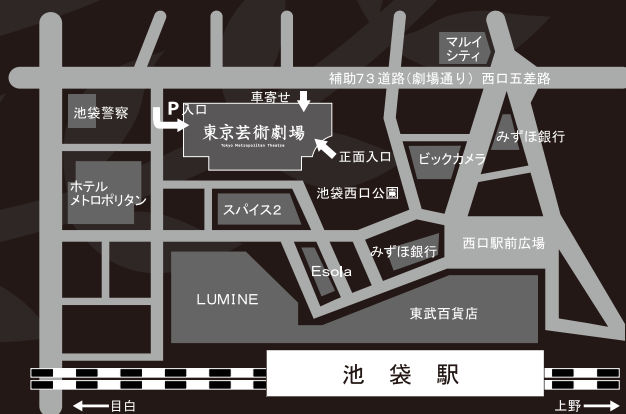 マルイ
シティ
補助73道路(劇場通り) 西口五差路
車寄せ
池袋警察
P 入口
東京芸術劇場
Tokyo Metropolitan Theatre
みずほ銀行
正面入口
ビックカメラ
ホテル
メトロポリタン
池袋西口公園
スパイス2
みずほ銀行
西口駅前広場
Esola
LUMINE
東武百貨店
池袋駅
目白
上野